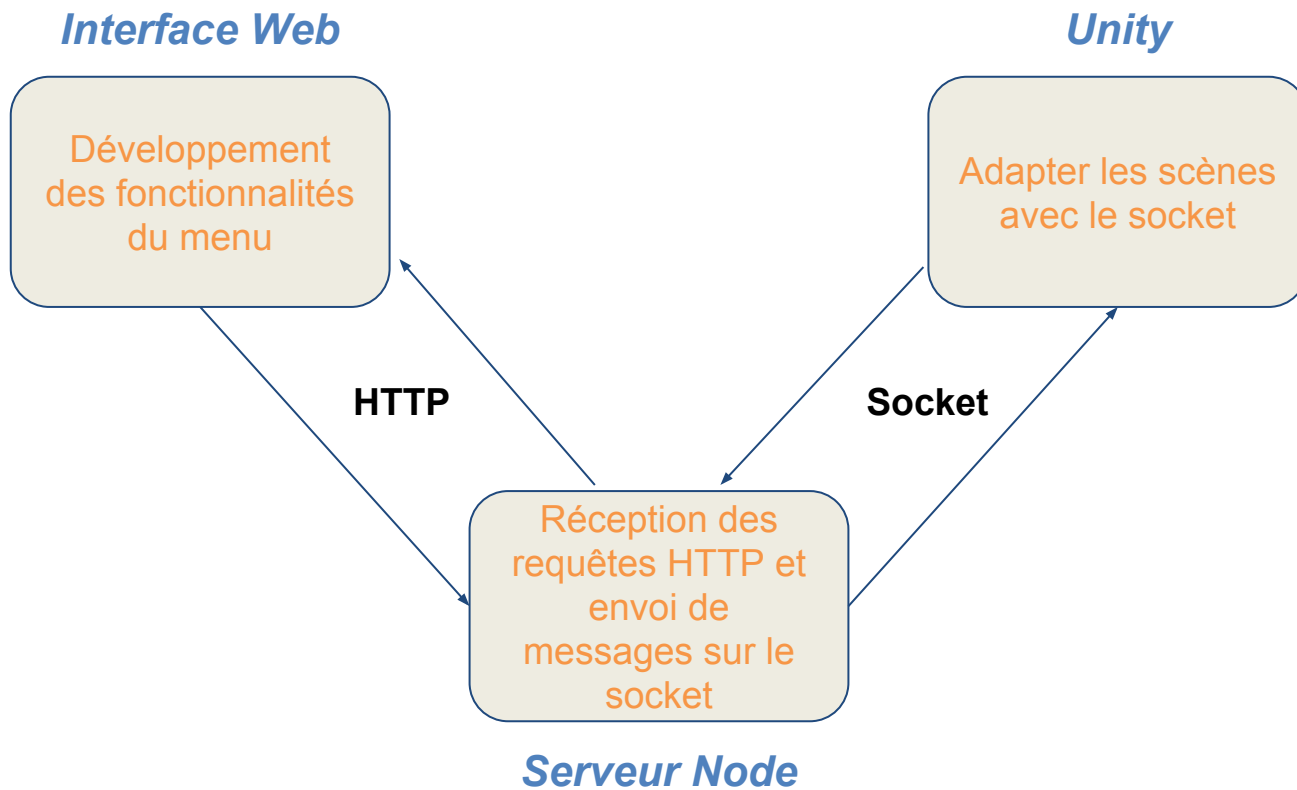 Interface Web
Unity
Développement
des fonctionnalités
du menu
Adapter les scènes
avec le socket
HTTP
Socket
Réception des
requêtes HTTP et
envoi de
messages sur le
socket
Serveur Node